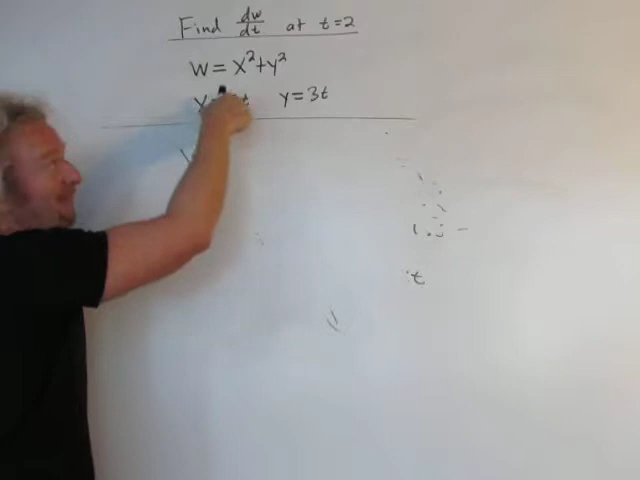 Find dw/dt at t=2
W = x²+y²
y=3t
t